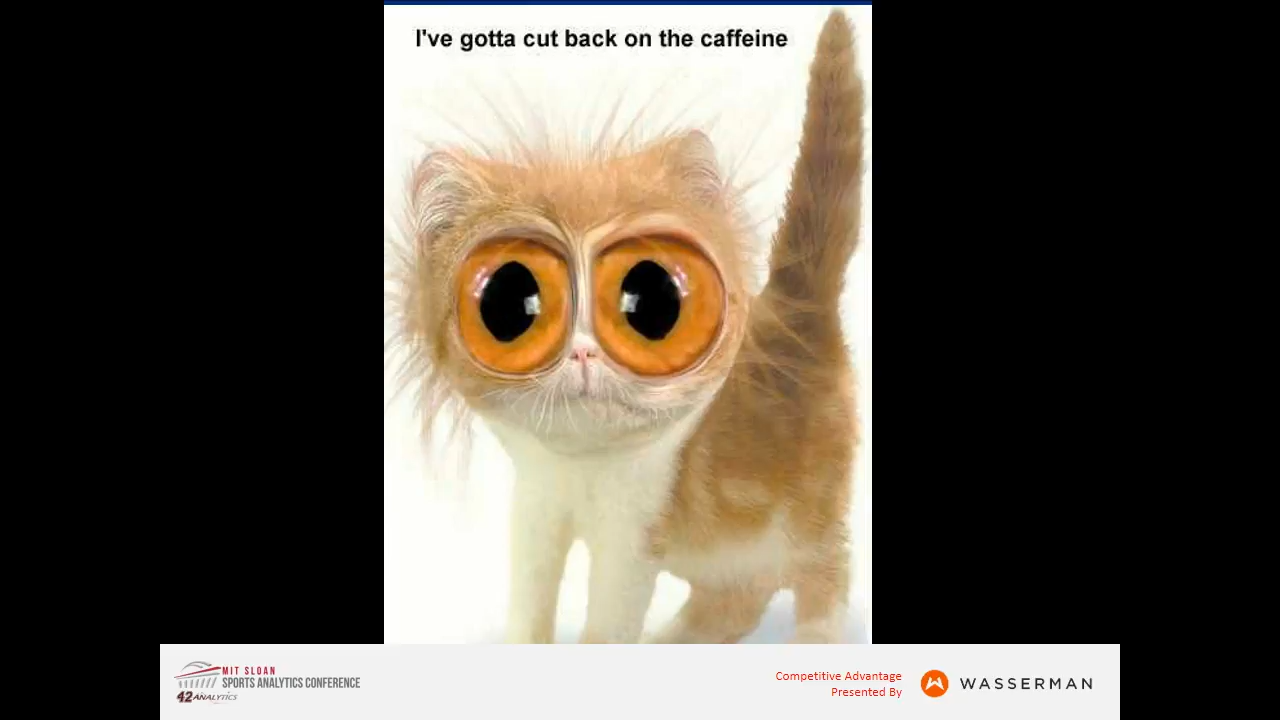 I've gotta cut back on the caffeine
MIT SLOAN
SPORTS ANALYTICS CONFERENCE
42 ANALYTICS
Competitive Advantage
Presented By
WASSERMAN